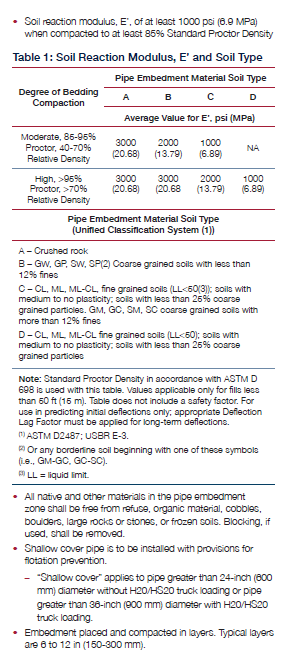 • Soil reaction modulus, E', of at least 1000 psi (6.9 MPa)
when compacted to at least 85% Standard Proctor Density
Table 1: Soil Reaction Modulus, E' and Soil Type
Degree of Bedding
Compaction
Pipe Embedment Material Soil Type
A B C D
Average Value for E', psi (MPa)
Moderate, 85-95%
Proctor, 40-70%
Relative Density
3000 2000 1000 NA
(20.68) (13.79) (6.89)
High, >95%
Proctor, >70%
Relative Density
3000 3000 2000 1000
(20.68) (20.68 (13.79) (6.89)
Pipe Embedment Material Soil Type
(Unified Classification System (1))
A – Crushed rock
B – GW, GP, SW, SP(2) Coarse grained soils with less than
12% fines
C – CL, ML, ML-CL, fine grained soils (LL<50(3)); soils with
medium to no plasticity; soils with less than 25% coarse
grained particles. GM, GC, SM, SC coarse grained soils with
more than 12% fines
D – CL, ML, ML-CL fine grained soils (LL<50); soils with
medium to no plasticity; soils with less than 25% coarse
grained particles
Note: Standard Proctor Density in accordance with ASTM D
698 is used with this table. Values applicable only for fills less
than 50 ft (15 m). Table does not include a safety factor. For
use in predicting initial deflections only; appropriate Deflection
Lag Factor must be applied for long-term deflections.
(1) ASTM D2487; USBR E-3.
(2) Or any borderline soil beginning with one of these symbols
(i.e., GM-GC, GC-SC).
(3) LL = liquid limit.
• All native and other materials in the pipe embedment
zone shall be free from refuse, organic material, cobbles,
boulders, large rocks or stones, or frozen soils. Blocking, if
used, shall be removed.
• Shallow cover pipe is to be installed with provisions for
flotation prevention.
– "Shallow cover" applies to pipe greater than 24-inch (600
mm) diameter without H20/HS20 truck loading or pipe
greater than 36-inch (900 mm) diameter with H20/HS20
truck loading.
• Embedment placed and compacted in layers. Typical layers
are 6 to 12 in (150-300 mm).